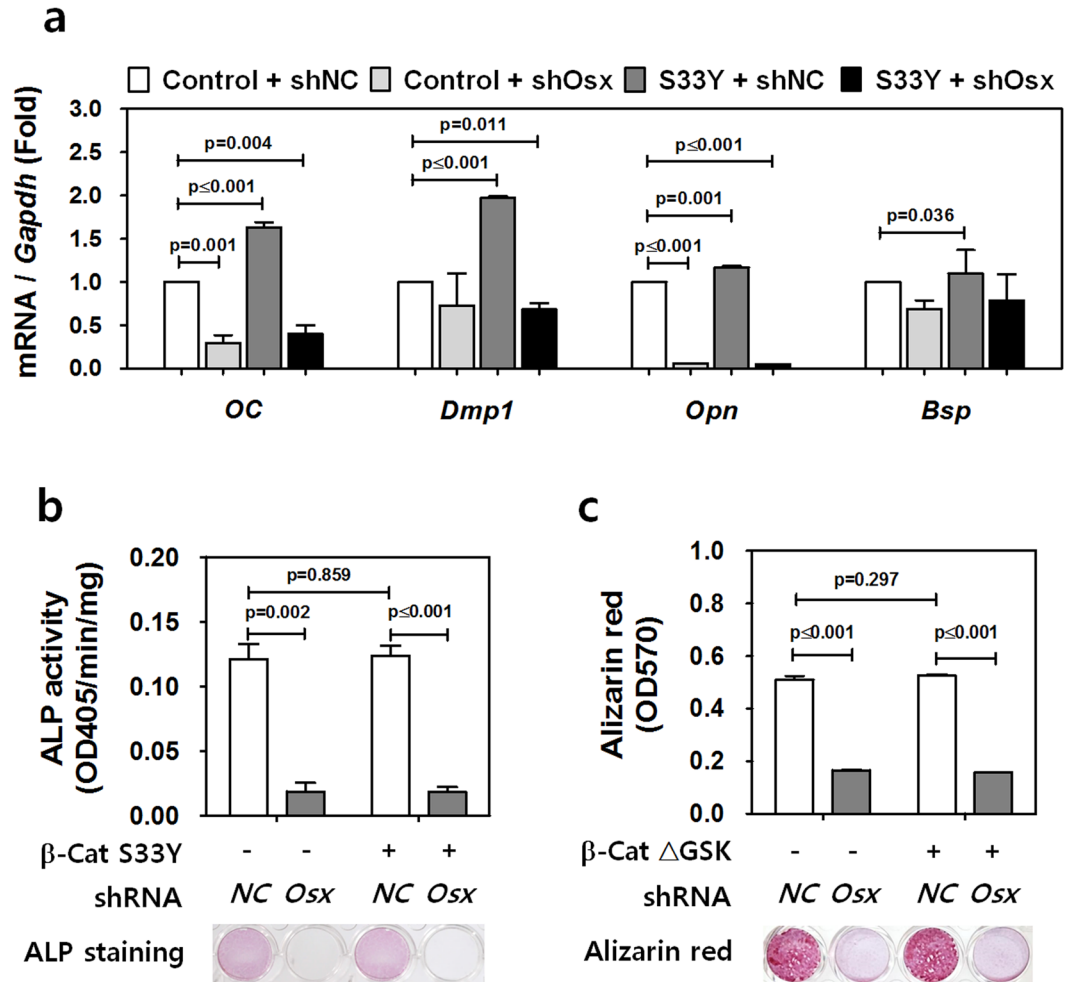 a
Control + shNC Control + shOsx S33Y + shNC S33Y + shOsx
mRNA / Gapdh (Fold)
3.0
2.5
2.0
1.5
1.0
0.5
0.0
p=0.004
p≤0.001
p=0.001
p=0.011
p≤0.001
p≤0.001
p=0.001
p≤0.001
p=0.036
OC Dmp1 Opn Bsp
b
ALP activity
(OD405/min/mg)
0.20
0.15
0.10
0.05
0.00
p=0.859
p=0.002 p≤0.001
β-Cat S33Y - - + +
shRNA NC Osx NC Osx
ALP staining
c
Alizarin red
(OD570)
1.0
0.8
0.6
0.4
0.2
0.0
p=0.297
p≤0.001 p≤0.001
β-Cat △GSK - - + +
shRNA NC Osx NC Osx
Alizarin red